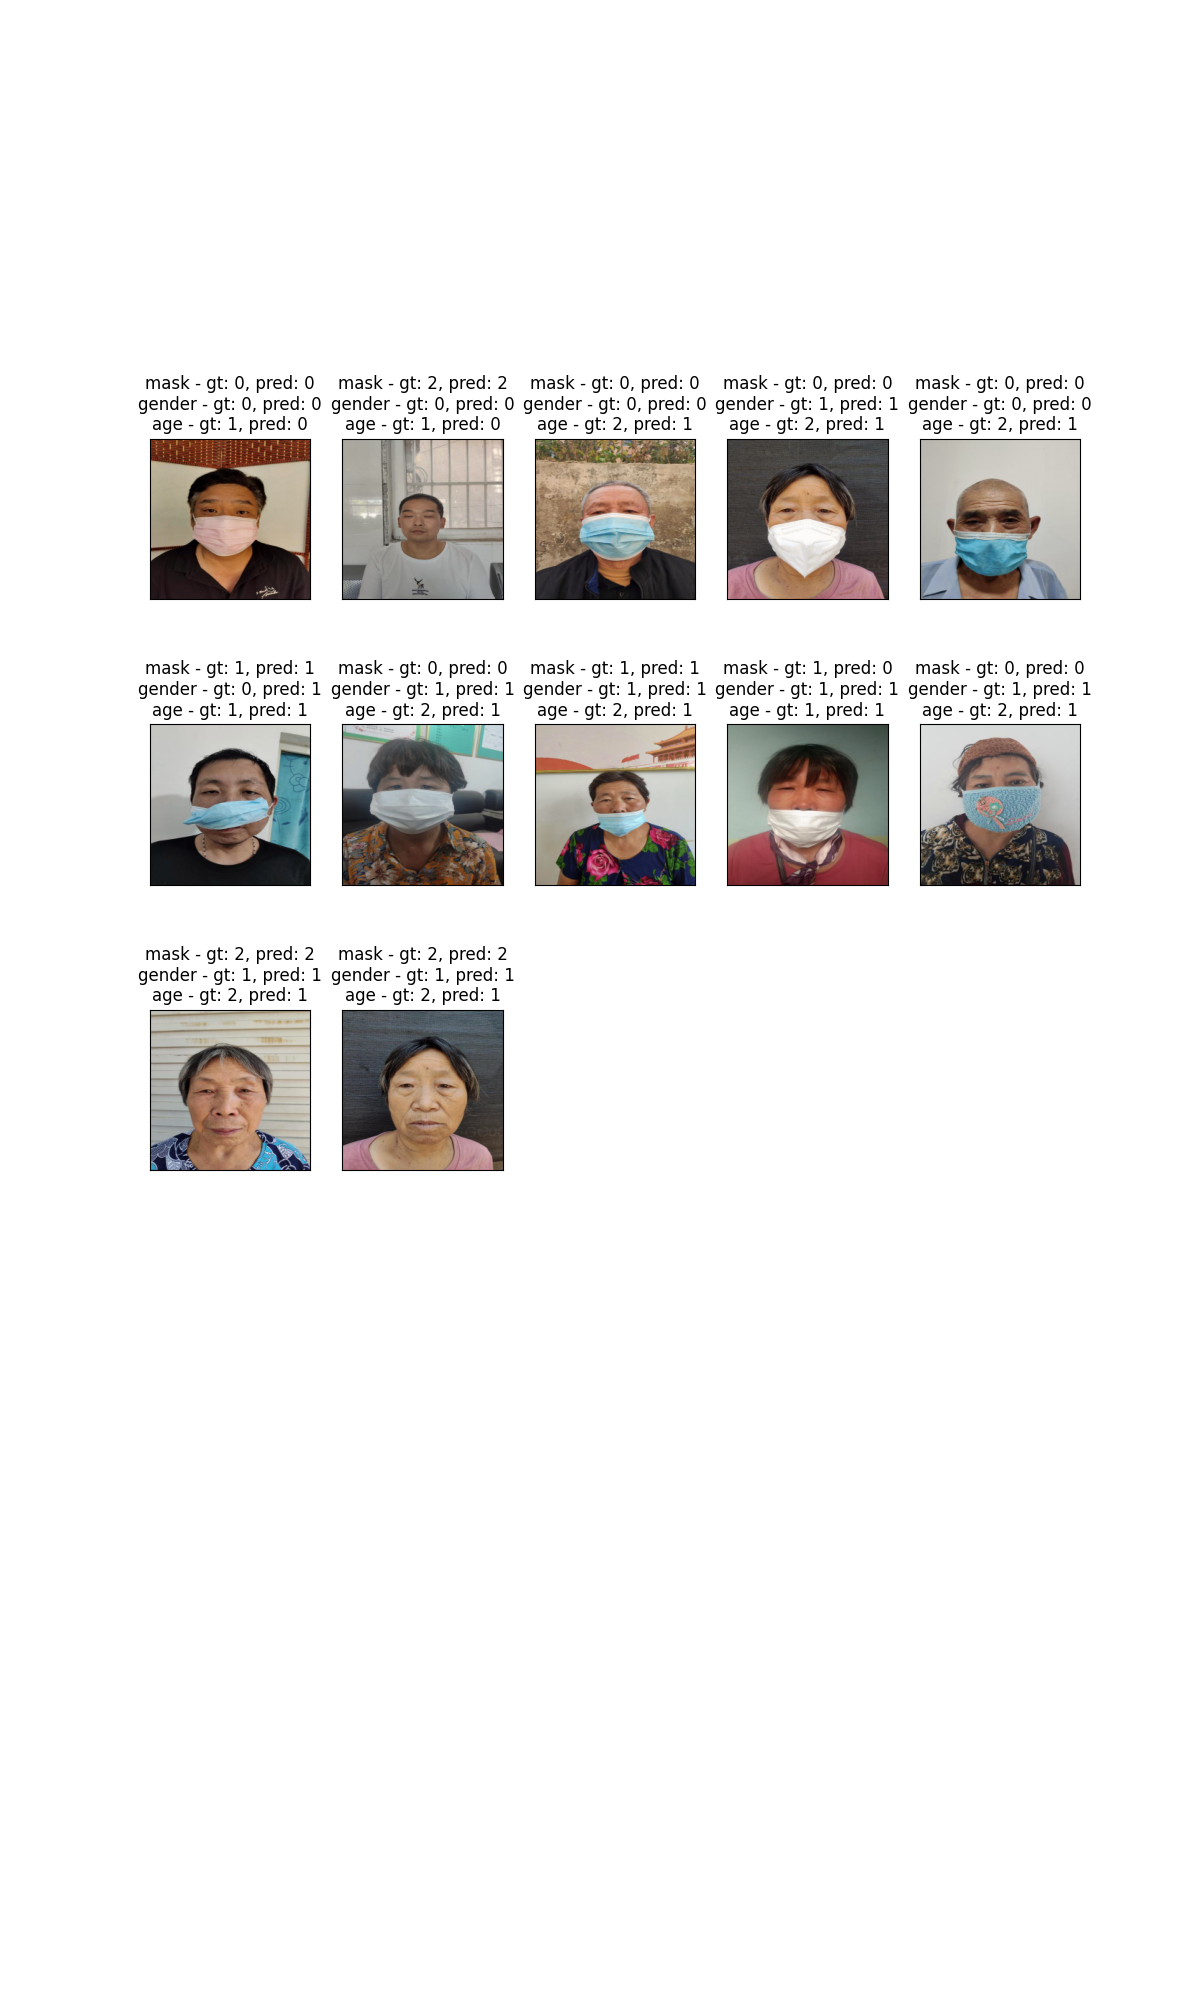 mask - gt: 0, pred: 0
gender - gt: 0, pred: 0
age - gt: 1, pred: 0
mask - gt: 2, pred: 2
gender - gt: 0, pred: 0
age - gt: 1, pred: 0
mask - gt: 0, pred: 0
gender - gt: 0, pred: 0
age - gt: 2, pred: 1
mask - gt: 0, pred: 0
gender - gt: 1, pred: 1
age - gt: 2, pred: 1
mask - gt: 0, pred: 0
gender - gt: 0, pred: 0
age - gt: 2, pred: 1
mask - gt: 1, pred: 1
gender - gt: 0, pred: 1
age - gt: 1, pred: 1
mask - gt: 0, pred: 0
gender - gt: 1, pred: 1
age - gt: 2, pred: 1
mask - gt: 1, pred: 1
gender - gt: 1, pred: 1
age - gt: 2, pred: 1
mask - gt: 1, pred: 0
gender - gt: 1, pred: 1
age - gt: 1, pred: 1
mask - gt: 0, pred: 0
gender - gt: 1, pred: 1
age - gt: 2, pred: 1
mask - gt: 2, pred: 2
gender - gt: 1, pred: 1
age - gt: 2, pred: 1
mask - gt: 2, pred: 2
gender - gt: 1, pred: 1
age - gt: 2, pred: 1